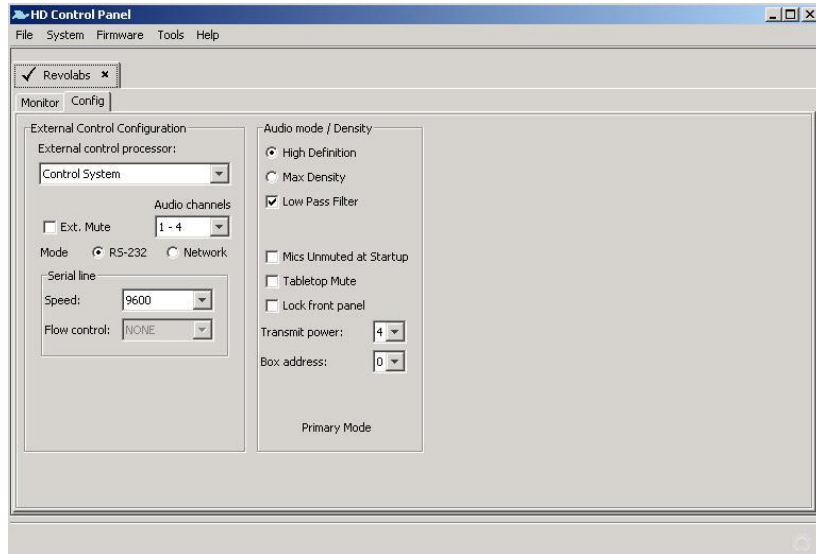 HD Control Panel
File System Firmware Tools Help
Revolabs
Monitor Config
External Control Configuration
External control processor:
Control System
Audio channels
Ext. Mute 1 - 4
Mode RS-232 Network
Serial line
Speed: 9600
Flow control: NONE
Audio mode / Density
High Definition
Max Density
Low Pass Filter
Mics Unmuted at Startup
Tabletop Mute
Lock front panel
Transmit power: 4
Box address: 0
Primary Mode